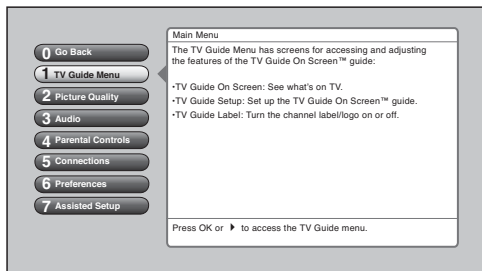 Main Menu
0 Go Back
1 TV Guide Menu
2 Picture Quality
3 Audio
4 Parental Controls
5 Connections
6 Preferences
7 Assisted Setup
The TV Guide Menu has screens for accessing and adjusting
the features of the TV Guide On Screen™ guide:
•TV Guide On Screen: See what's on TV.
•TV Guide Setup: Set up the TV Guide On Screen™ guide.
•TV Guide Label: Turn the channel label/logo on or off.
Press OK or ▶ to access the TV Guide menu.